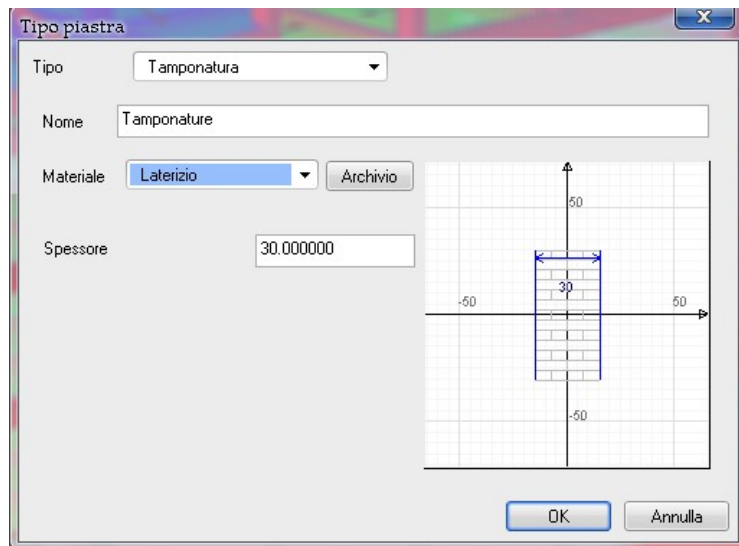 Tipo piastra
Tipo Tamponatura
Nome Tamponature
Materiale Laterizio Archivio
Spessore 30.000000
50
30
-50 50
-50
OK Annulla